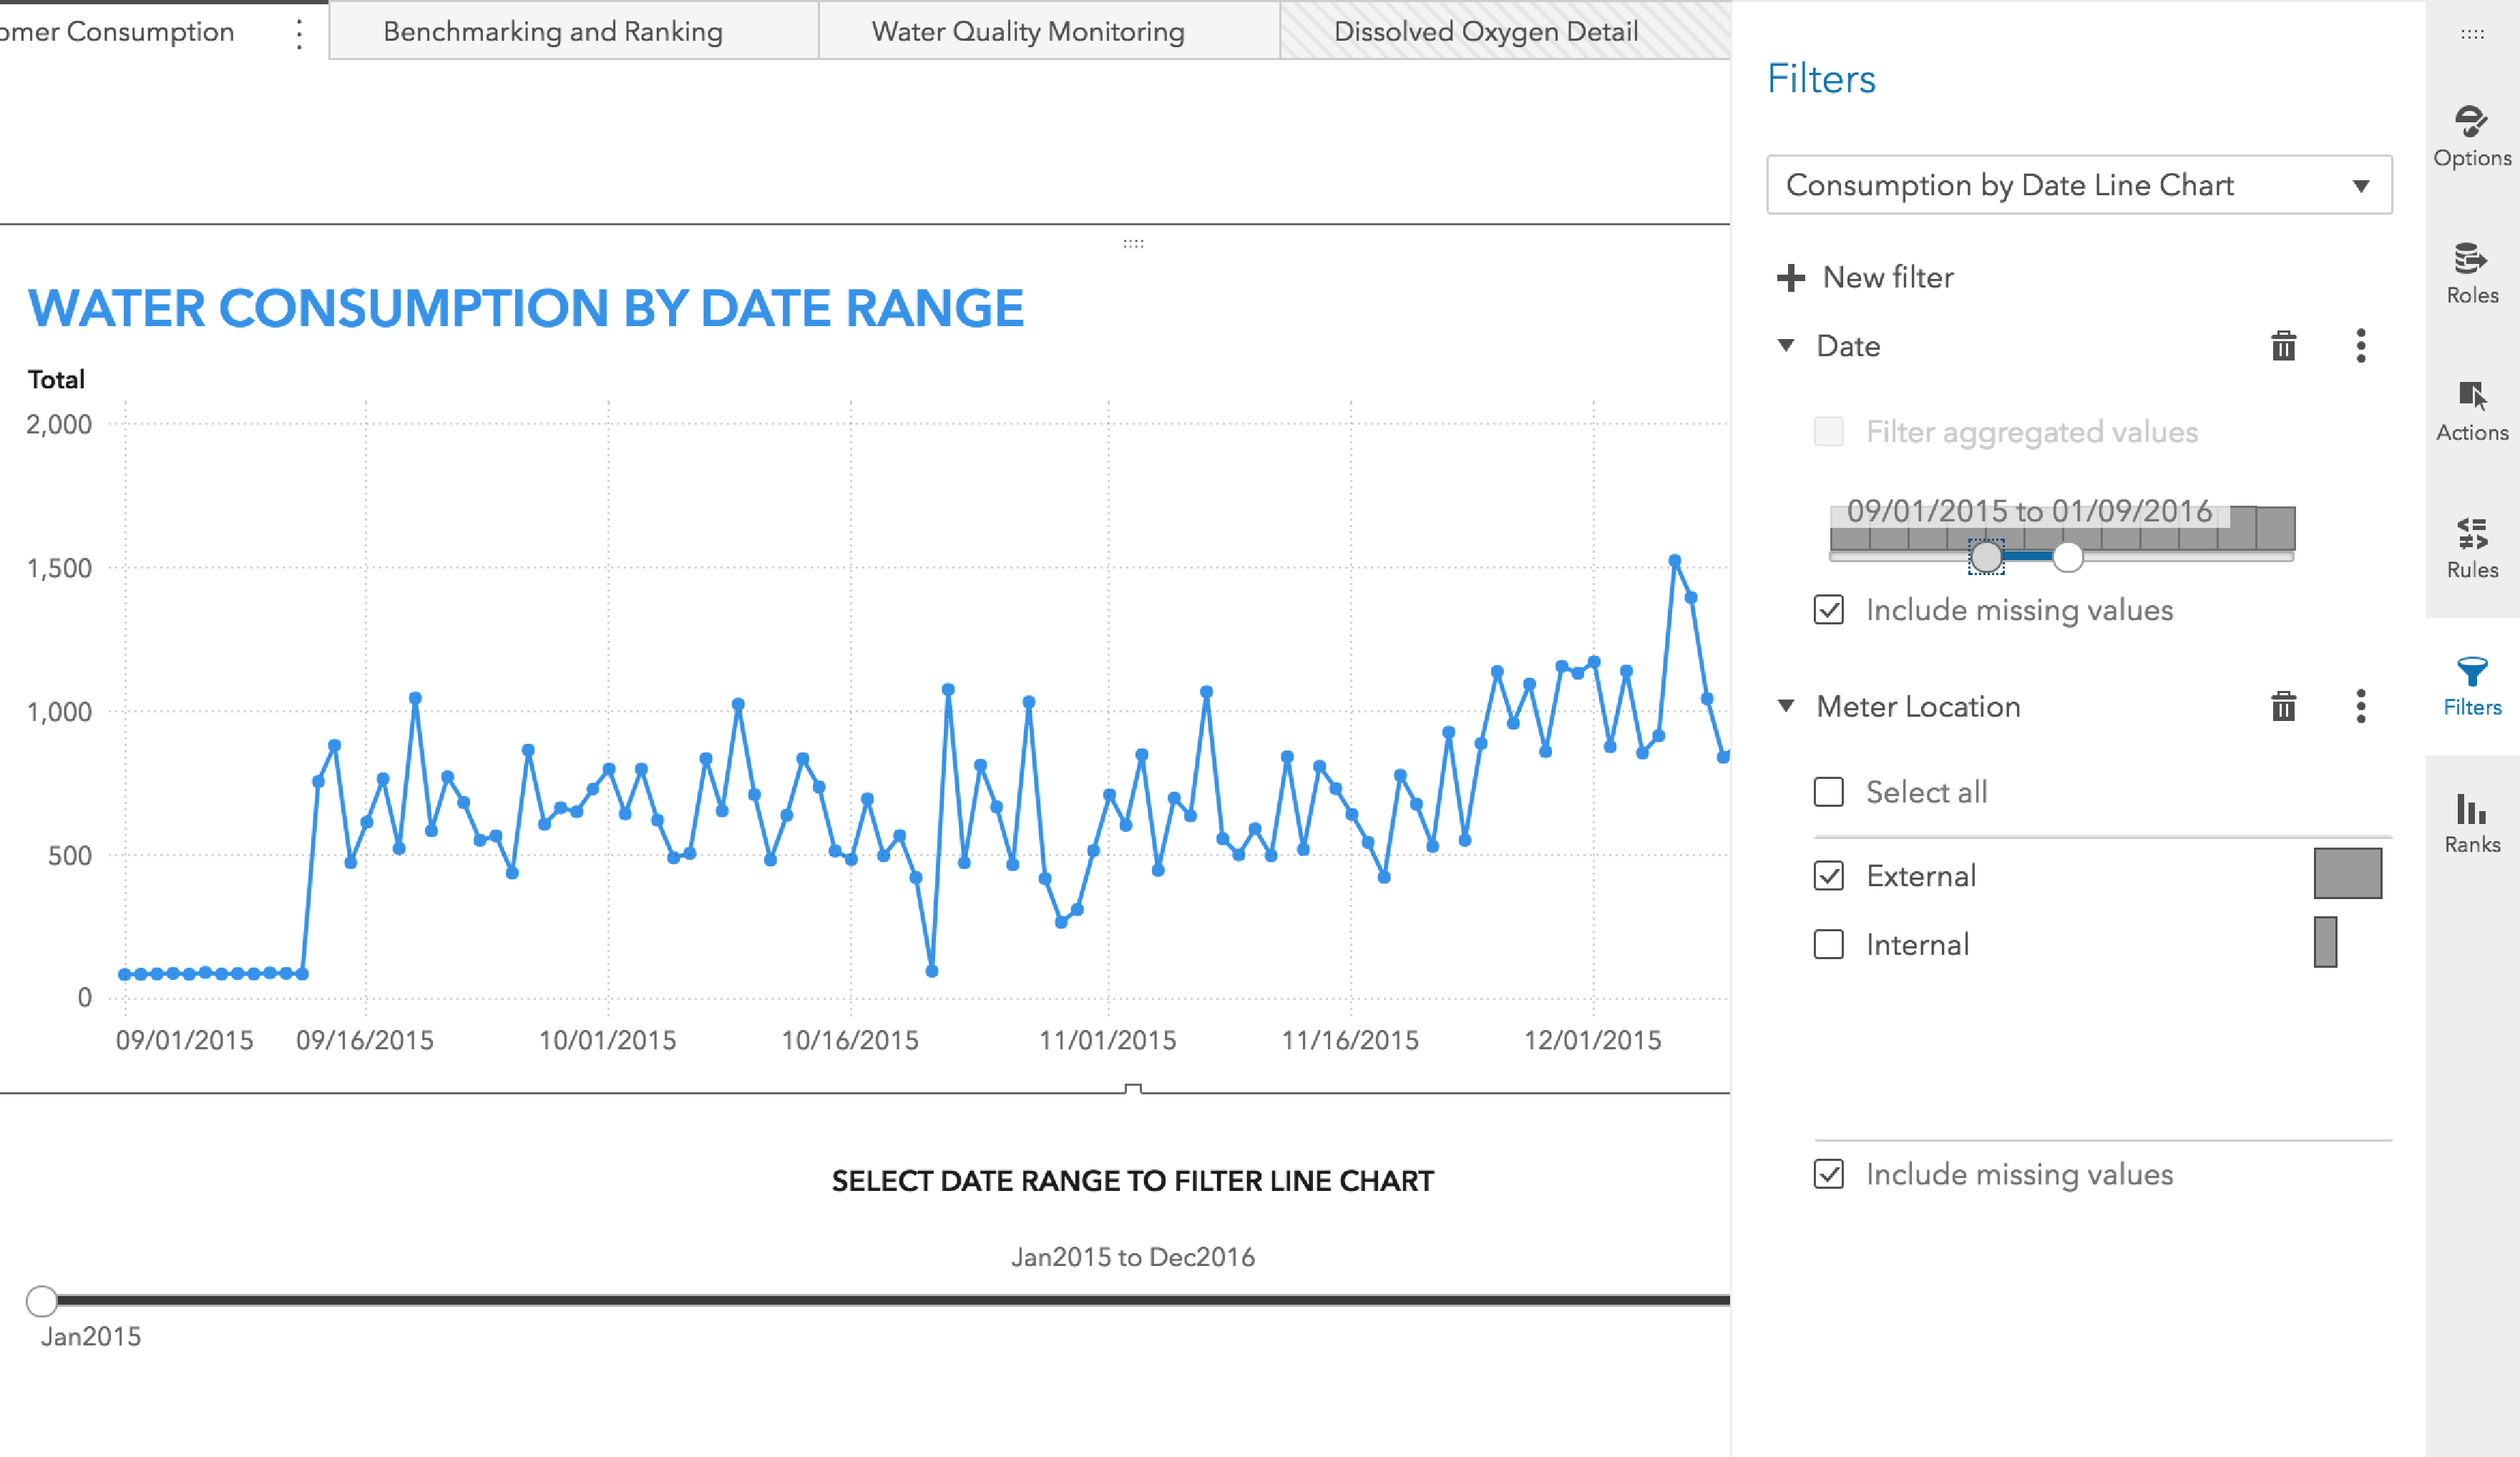 omer Consumption
Benchmarking and Ranking
Water Quality Monitoring
Dissolved Oxygen Detail
WATER CONSUMPTION BY DATE RANGE
Total
2,000
1,500
1,000
500
0
09/01/2015 09/16/2015 10/01/2015 10/16/2015 11/01/2015 11/16/2015 12/01/2015
SELECT DATE RANGE TO FILTER LINE CHART
Jan2015 to Dec2016
Jan2015
Filters
Consumption by Date Line Chart
New filter
Date
Filter aggregated values
09/01/2015 to 01/09/2016
Include missing values
Meter Location
Select all
External
Internal
Include missing values
Options
Roles
Actions
Rules
Filters
Ranks